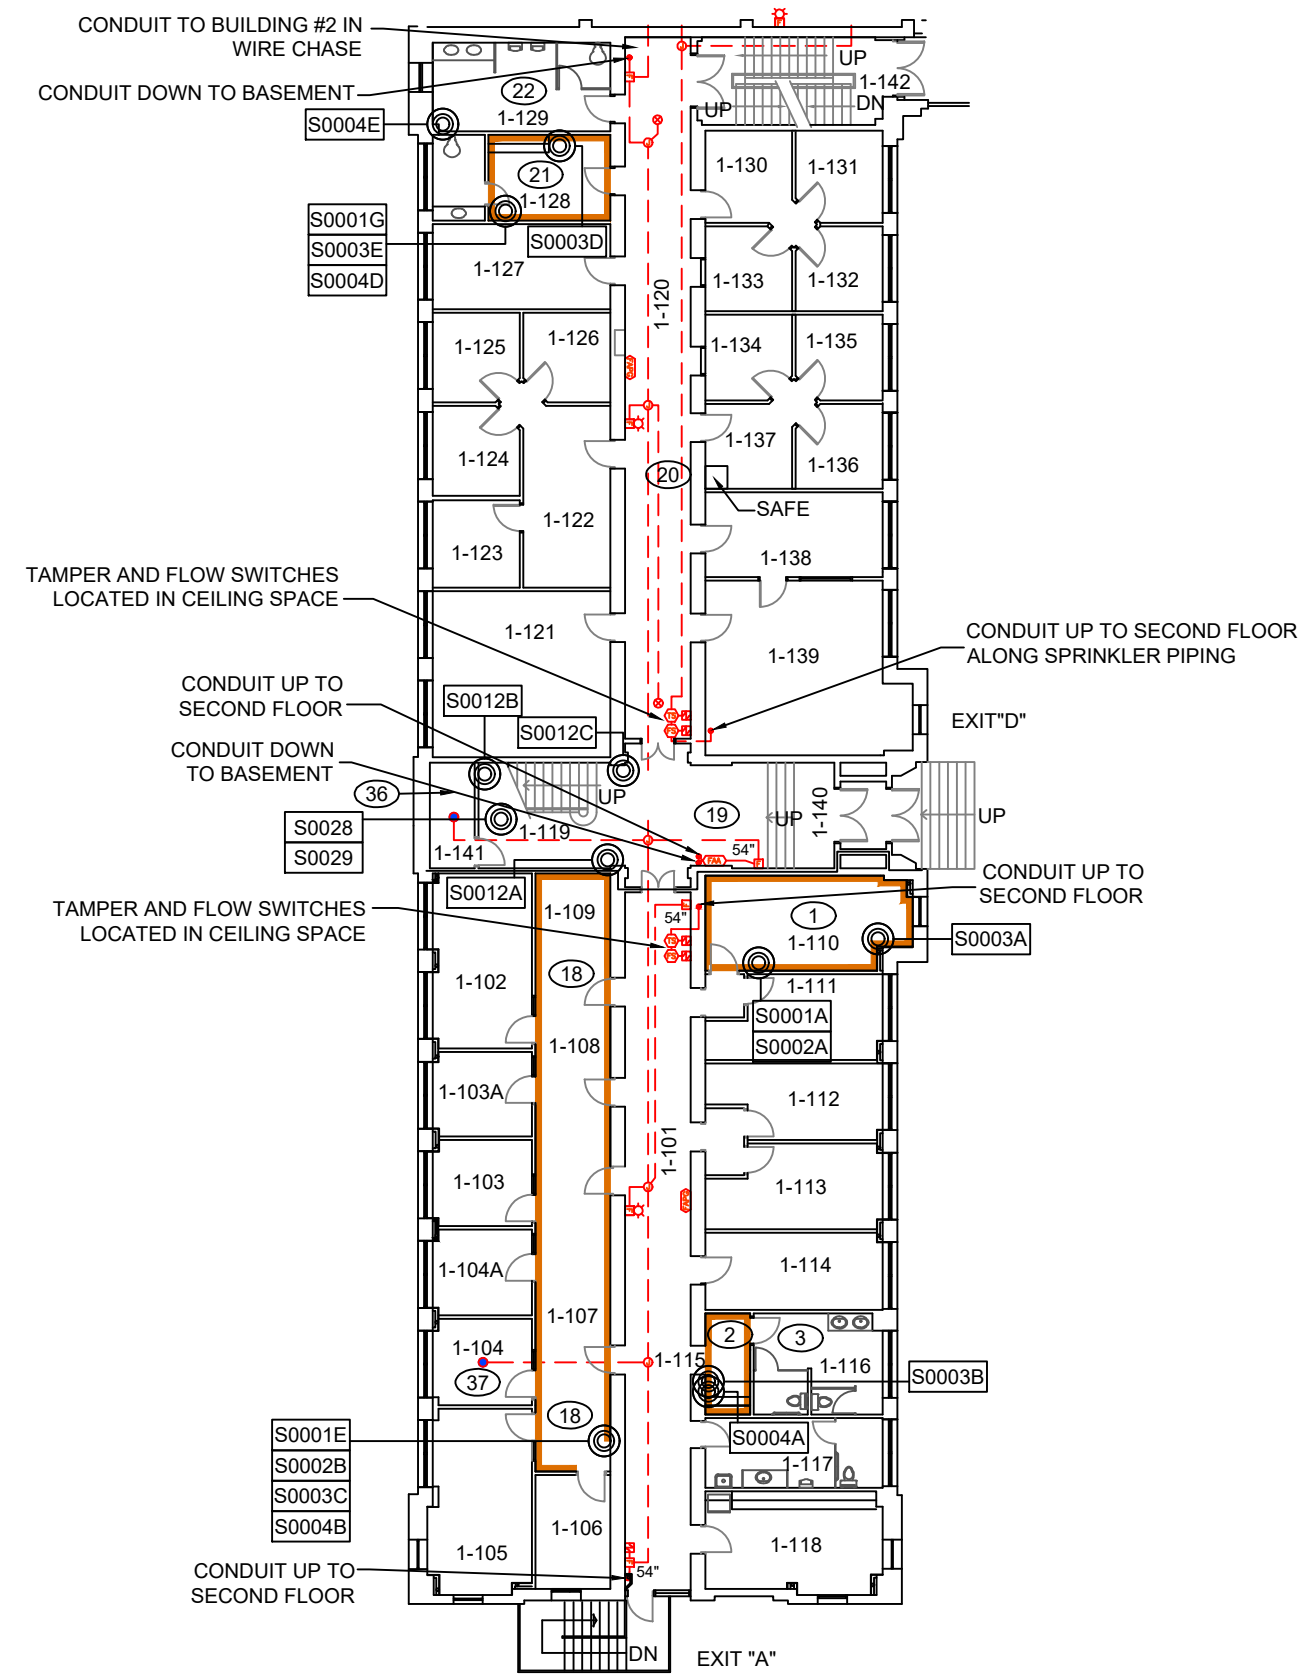 CONDUIT TO BUILDING #2 IN
WIRE CHASE
CONDUIT DOWN TO BASEMENT
S0004E
22
1-129
UP
1-142
UP
DN
21
1-128
S0003D
S0001G
S0003E
S0004D
1-127
1-130
1-131
1-133
1-132
1-120
1-125
1-126
1-134
1-135
1-124
1-137
1-136
20
SAFE
1-122
1-123
1-138
TAMPER AND FLOW SWITCHES
LOCATED IN CEILING SPACE
1-121
1-139
CONDUIT UP TO SECOND FLOOR
ALONG SPRINKLER PIPING
CONDUIT UP TO
SECOND FLOOR
S0012B
S0012C
TS
FS
EXIT"D"
CONDUIT DOWN
TO BASEMENT
36
UP
19
UP
1-140
UP
S0028
S0029
1-119
1-141
54"
FAA
F
S0012A
CONDUIT UP TO
SECOND FLOOR
TAMPER AND FLOW SWITCHES
LOCATED IN CEILING SPACE
1-109
54"
TS
FS
1
1-110
S0003A
18
1-102
1-111
S0001A
S0002A
1-108
1-103A
1-112
1-101
1-103
1-113
1-104A
1-114
1-107
2
3
1-104
37
1-115
1-116
S0003B
18
S0004A
1-117
S0001E
S0002B
S0003C
S0004B
1-106
1-105
1-118
CONDUIT UP TO
SECOND FLOOR
54"
DN
EXIT "A"